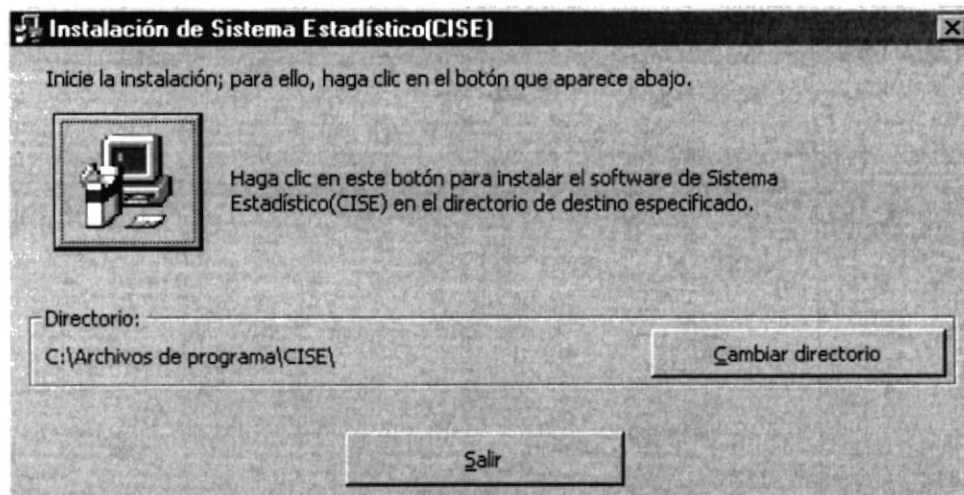 Instalación de Sistema Estadístico(CISE)
Inicie la instalación; para ello, haga clic en el botón que aparece abajo.
Haga clic en este botón para instalar el software de Sistema
Estadístico(CISE) en el directorio de destino especificado.
Directorio:
C:\Archivos de programa\CISE\
Cambiar directorio
Salir